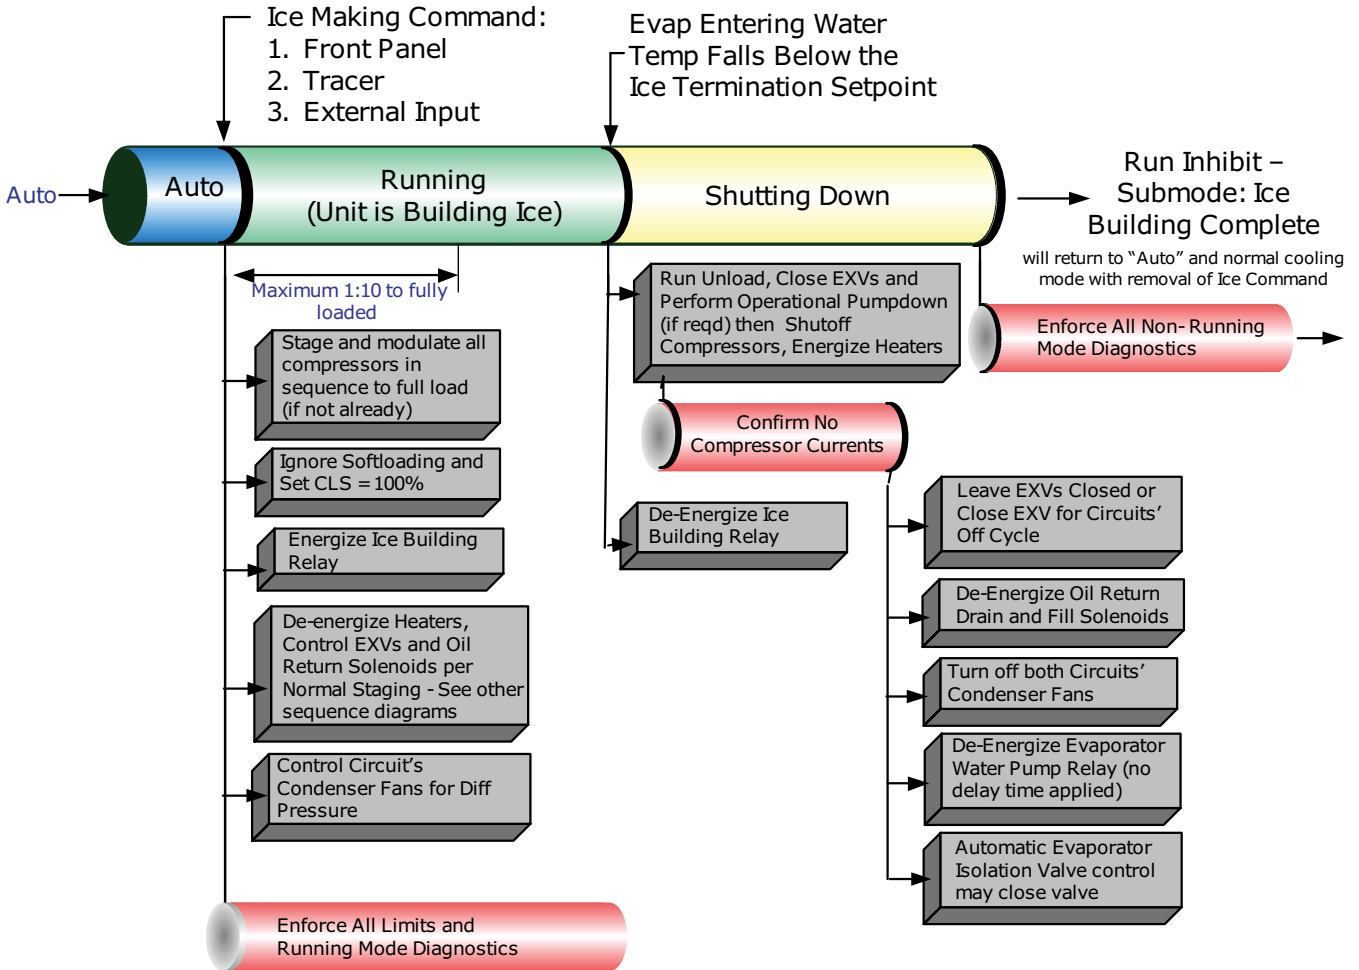 Ice Making Command:
1. Front Panel
2. Tracer
3. External Input
Evap Entering Water
Temp Falls Below the
Ice Termination Setpoint
Auto
Auto
Running
(Unit is Building Ice)
Shutting Down
Run Inhibit –
Submode: Ice
Building Complete
will return to “Auto” and normal cooling
mode with removal of Ice Command
Maximum 1:10 to fully
loaded
Stage and modulate all
compressors in
sequence to full load
(if not already)
Ignore Softloading and
Set CLS =100%
Energize Ice Building
Relay
De-energize Heaters,
Control EXVs and Oil
Return Solenoids per
Normal Staging - See other
sequence diagrams
Control Circuit’s
Condenser Fans for Diff
Pressure
Enforce All Limits and
Running Mode Diagnostics
Run Unload, Close EXVs and
Perform Operational Pumpdown
(if reqd) then Shutoff
Compressors, Energize Heaters
Confirm No
Compressor Currents
De-Energize Ice
Building Relay
Enforce All Non-Running
Mode Diagnostics
Leave EXVs Closed or
Close EXV for Circuits’
Off Cycle
De-Energize Oil Return
Drain and Fill Solenoids
Turn off both Circuits’
Condenser Fans
De-Energize Evaporator
Water Pump Relay (no
delay time applied)
Automatic Evaporator
Isolation Valve control
may close valve